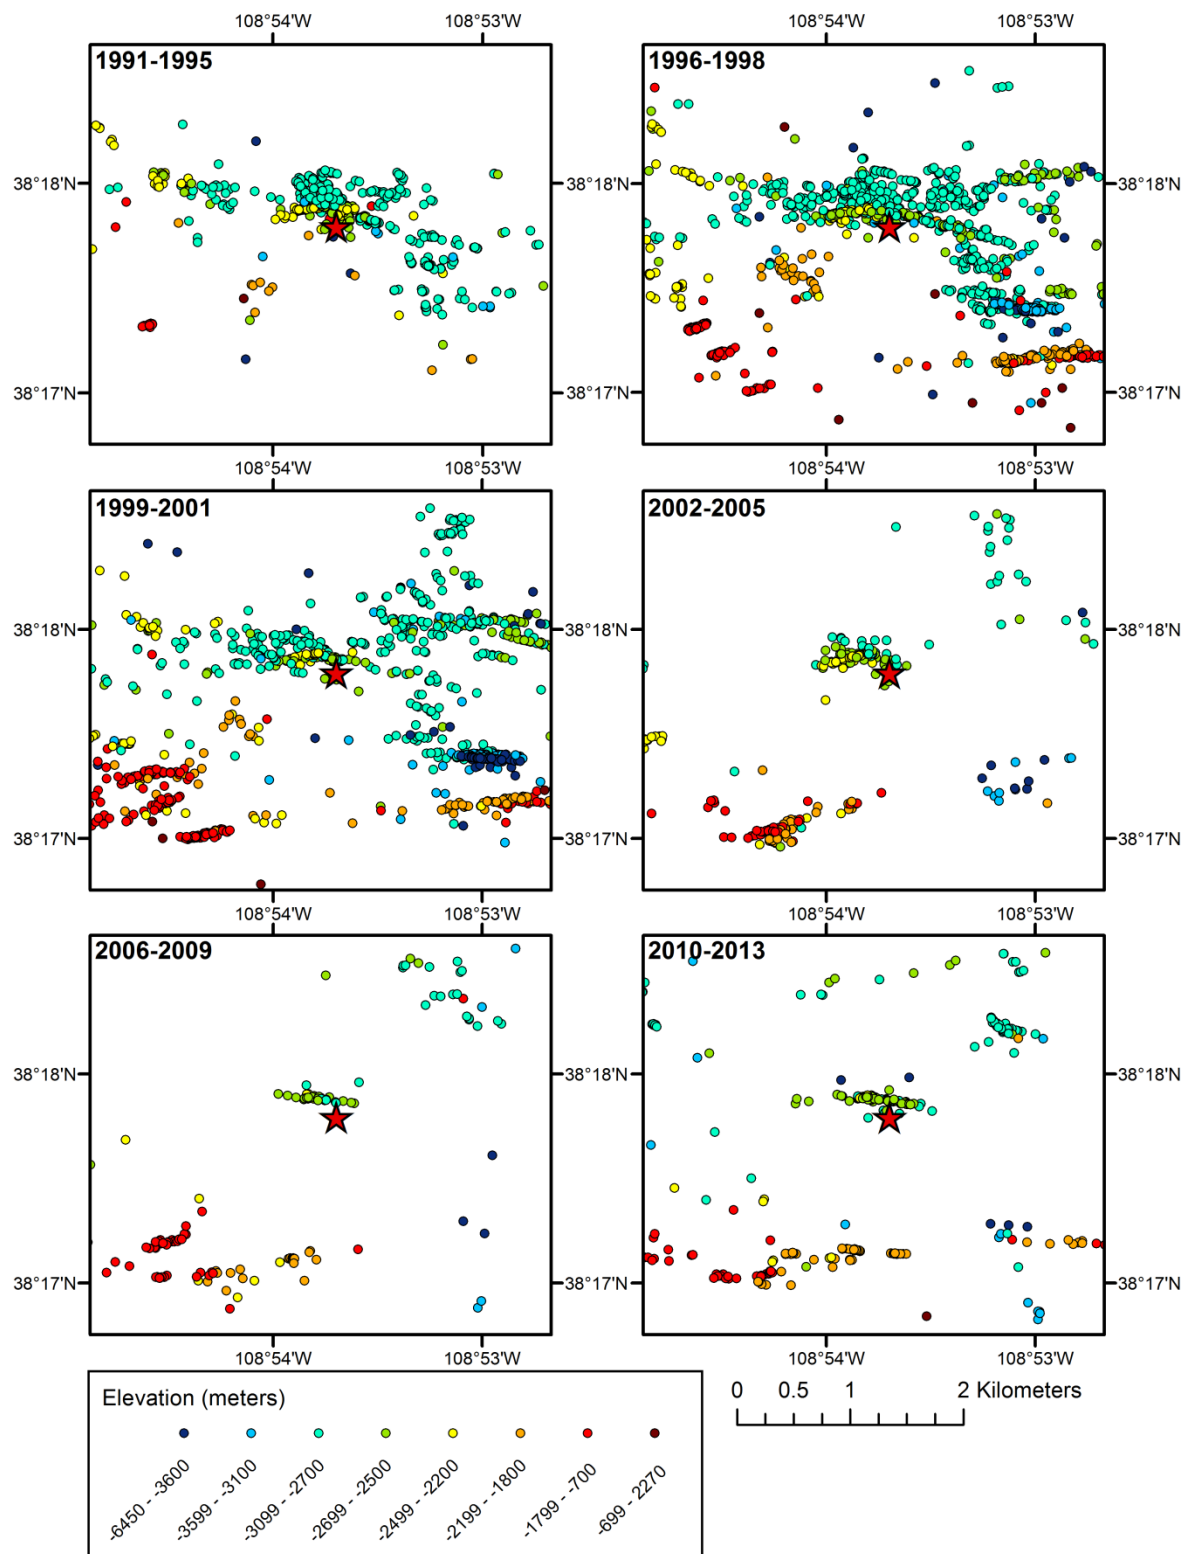 108°54'W 108°53'W 108°54'W 108°53'W
1991-1995 1996-1998
38°18'N 38°18'N 38°18'N
38°17'N 38°17'N 38°17'N
108°54'W 108°53'W 108°54'W 108°53'W
1999-2001 2002-2005
38°18'N 38°18'N 38°18'N
38°17'N 38°17'N 38°17'N
108°54'W 108°53'W 108°54'W 108°53'W
2006-2009 2010-2013
38°18'N 38°18'N 38°18'N
38°17'N 38°17'N 38°17'N
108°54'W 108°53'W 108°54'W 108°53'W
Elevation (meters)
-6450 - -3600
-3599 - -3100
-3099 - -2700
-2699 - -2500
-2499 - -2200
-2199 - -1800
-1799 - -700
-699 - 2270
0 0.5 1 2 Kilometers